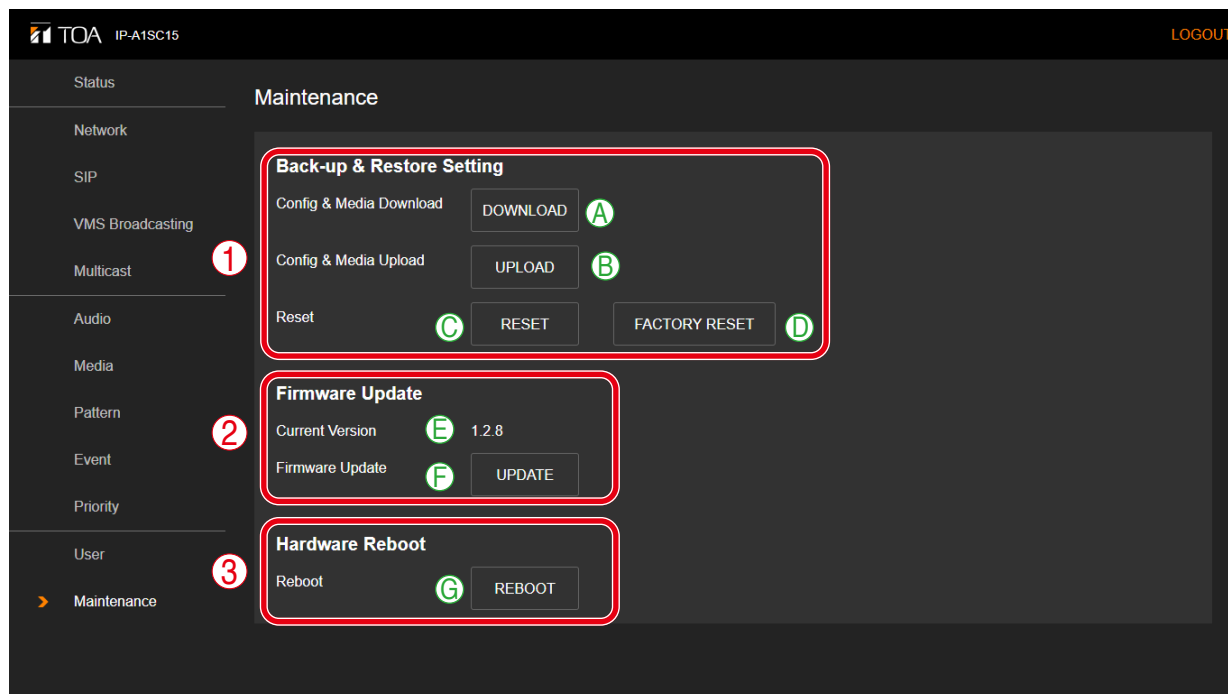 TOA IP-A1SC15
LOGOUT
Status
Network
SIP
VMS Broadcasting
Multicast
Audio
Media
Pattern
Event
Priority
User
Maintenance
Maintenance
1
Back-up & Restore Setting
Config & Media Download DOWNLOAD A
Config & Media Upload UPLOAD B
Reset C RESET FACTORY RESET D
2
Firmware Update
Current Version E 1.2.8
Firmware Update F UPDATE
3
Hardware Reboot
Reboot G REBOOT